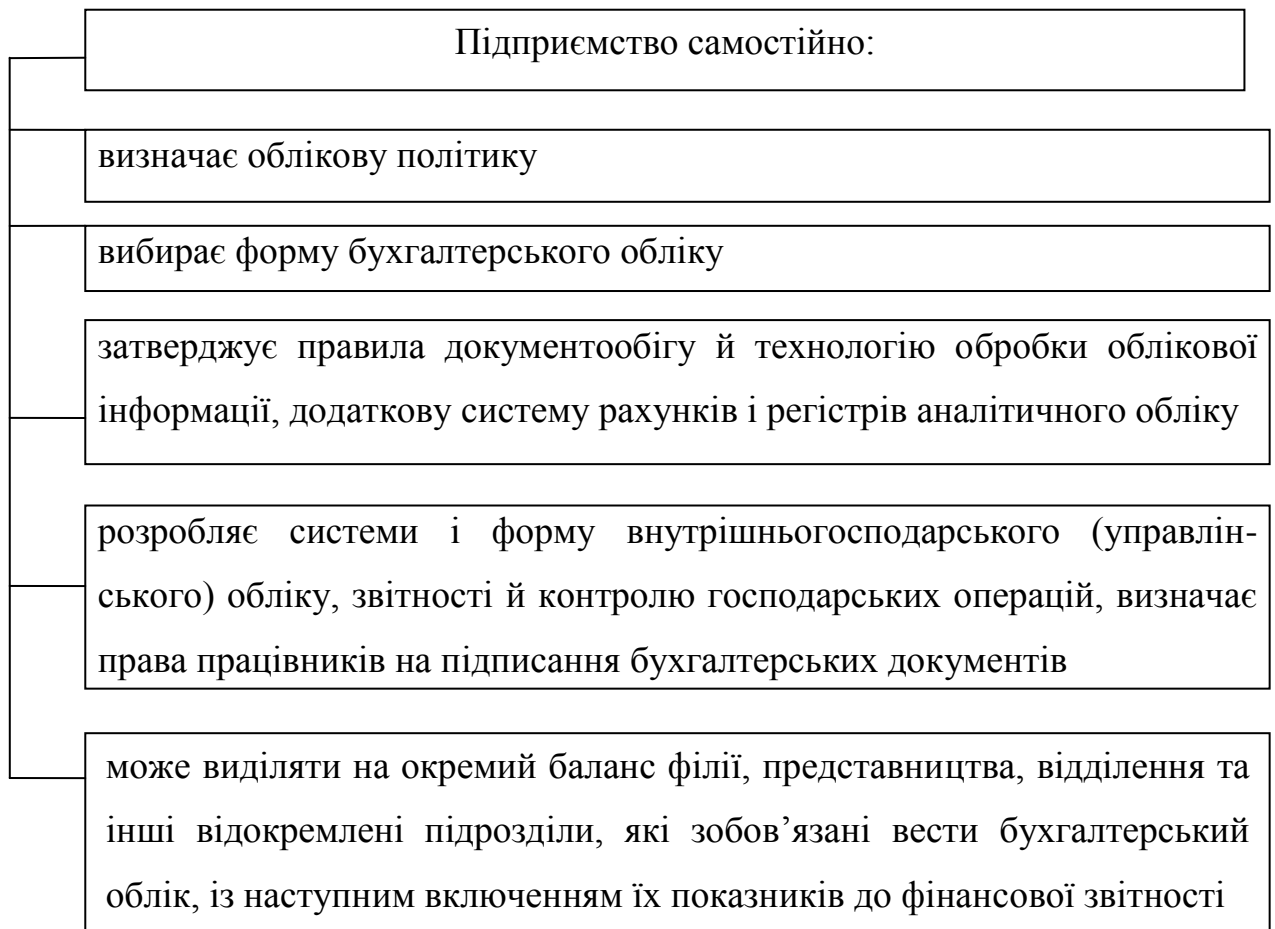 Підприємство самостійно:
визначає облікову політику
вибирає форму бухгалтерського обліку
затверджує правила документообігу й технологію обробки облікової
інформації, додаткову систему рахунків і регістрів аналітичного обліку
розробляє системи і форму внутрішньогосподарського (управлін-
ського) обліку, звітності й контролю господарських операцій, визначає
права працівників на підписання бухгалтерських документів
може виділяти на окремий баланс філії, представництва, відділення та
інші відокремлені підрозділи, які зобов’язані вести бухгалтерський
облік, із наступним включенням їх показників до фінансової звітності